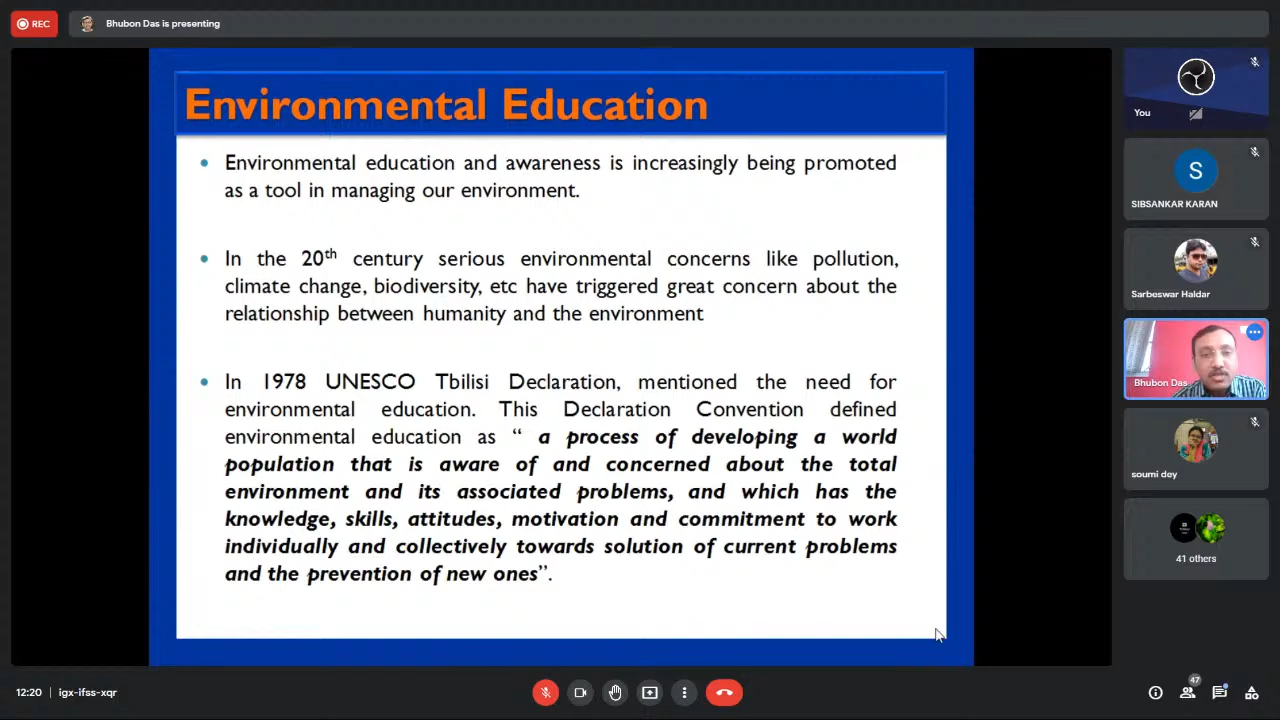 REC
Bhubon Das is presenting
Environmental Education
• Environmental education and awareness is increasingly being promoted
as a tool in managing our environment.
• In the 20th century serious environmental concerns like pollution,
climate change, biodiversity, etc have triggered great concern about the
relationship between humanity and the environment
• In 1978 UNESCO Tbilisi Declaration, mentioned the need for
environmental education. This Declaration Convention defined
environmental education as “ a process of developing a world
population that is aware of and concerned about the total
environment and its associated problems, and which has the
knowledge, skills, attitudes, motivation and commitment to work
individually and collectively towards solution of current problems
and the prevention of new ones”.
You
S
SIBSANKAR KARAN
Sarbeswar Haldar
Bhubon Das
soumi dey
41 others
12:20 | igx-ifss-xqr
47